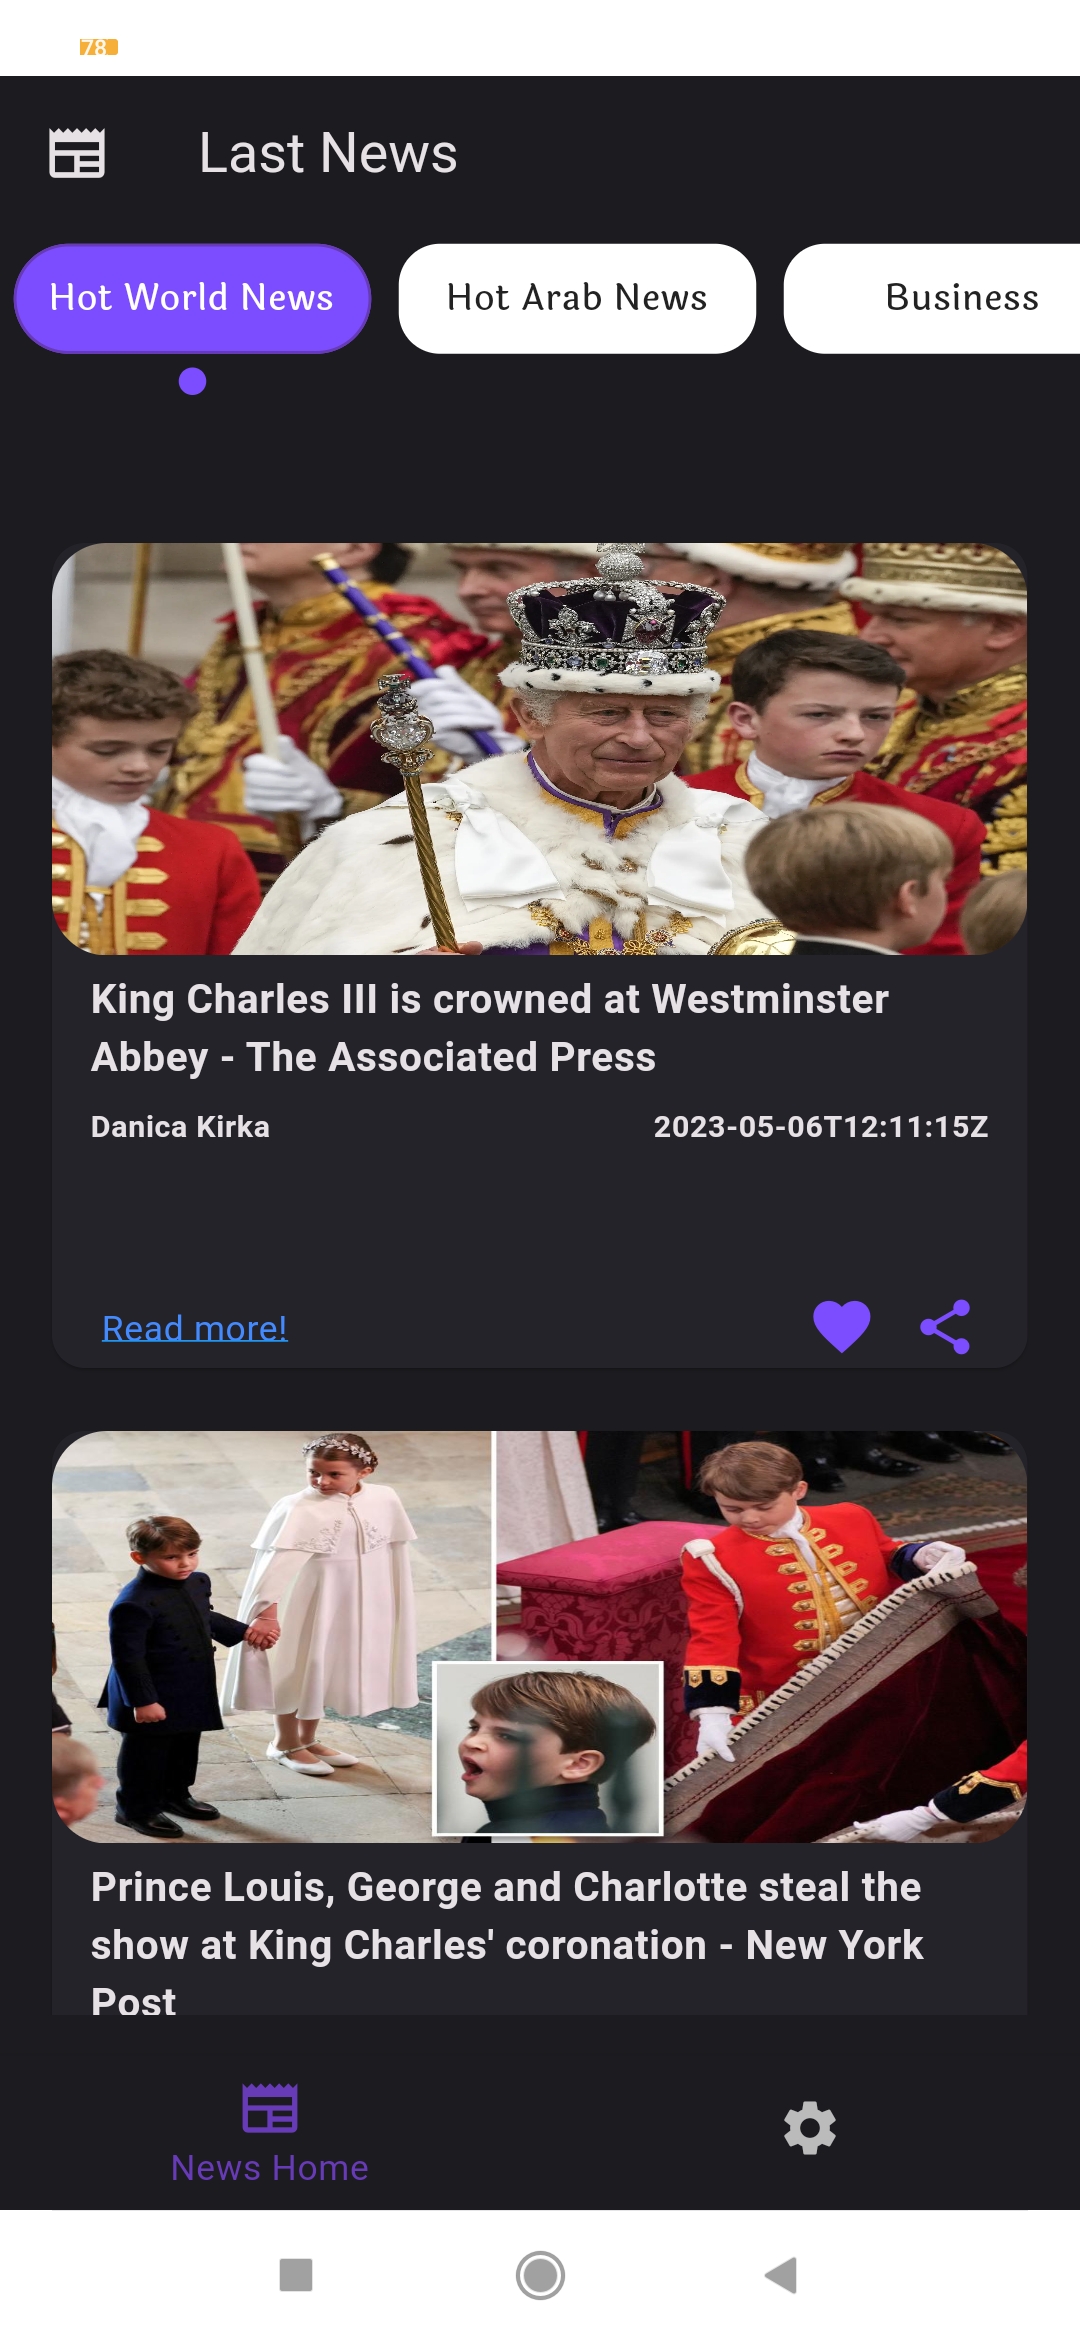 78
Last News
Hot World News
Hot Arab News
Business
King Charles III is crowned at Westminster
Abbey - The Associated Press
Danica Kirka
2023-05-06T12:11:15Z
Read more!
Prince Louis, George and Charlotte steal the
show at King Charles' coronation - New York
Post
News Home